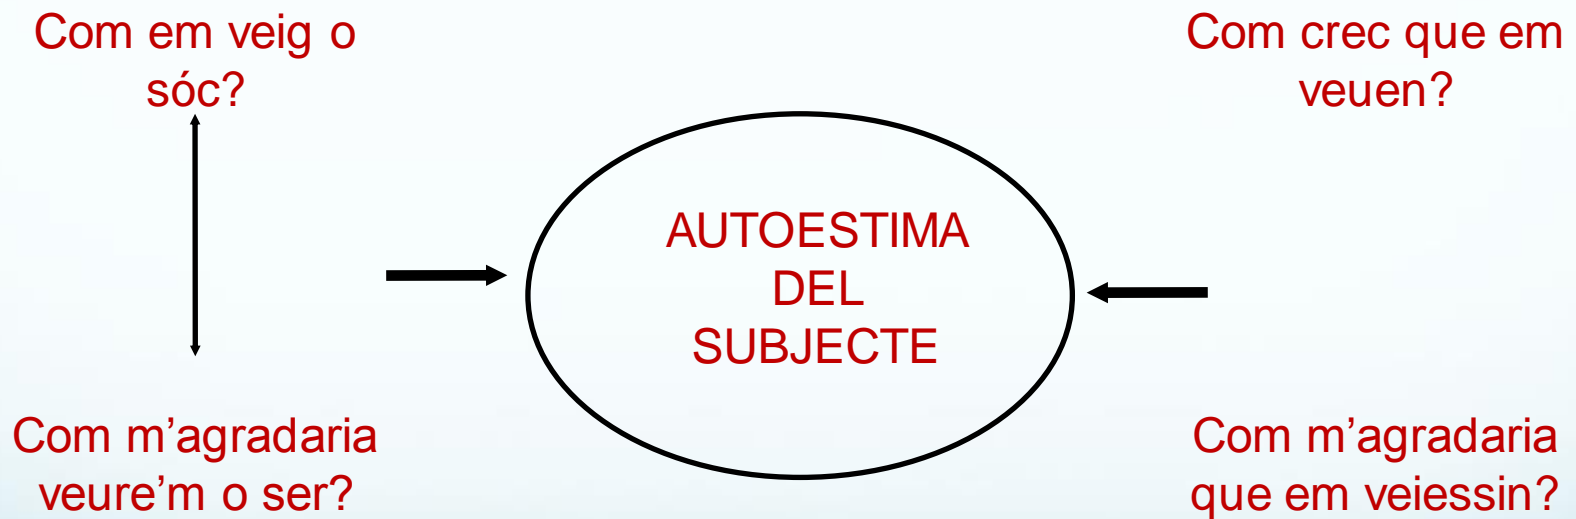 Com em veig o
sóc?
Com crec que em
veuen?
AUTOESTIMA
DEL
SUBJECTE
Com m’agradaria
veure’m o ser?
Com m’agradaria
que em veiessin?